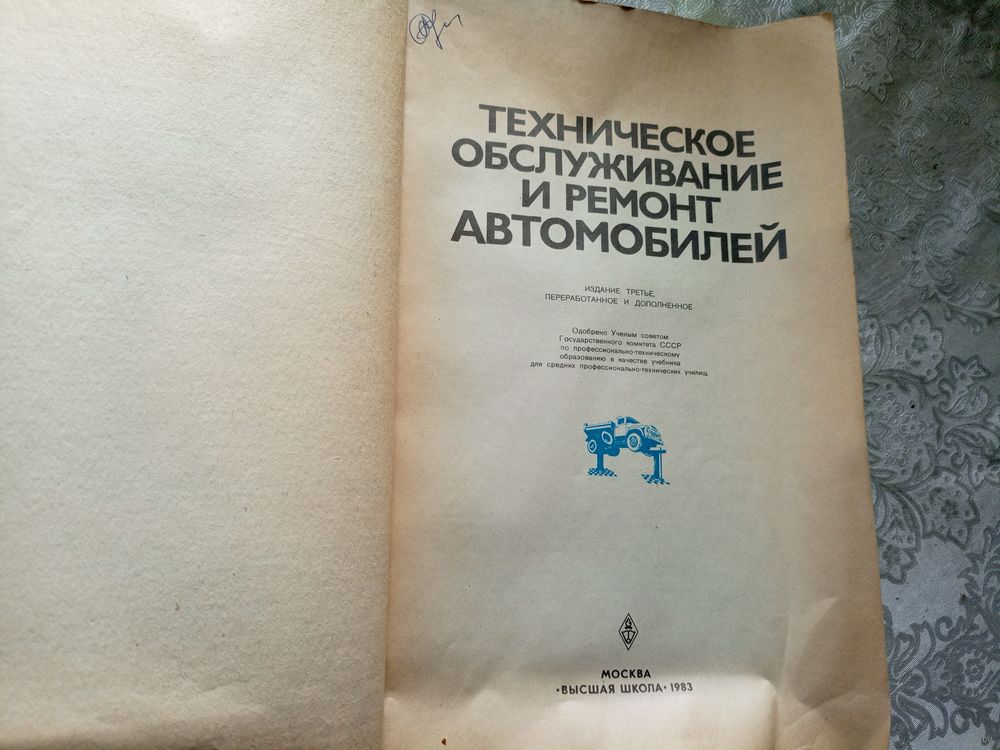 ТЕХНИЧЕСКОЕ
ОБСЛУЖИВАНИЕ
И РЕМОНТ
АВТОМОБИЛЕЙ
ИЗДАНИЕ ТРЕТЬЕ,
ПЕРЕРАБОТАННОЕ И ДОПОЛНЕННОЕ
Одобрено Ученым советом
Государственного комитета СССР
по профессионально-техническому
образованию в качестве учебника
для средних профессионально-технических училищ
МОСКВА
«ВЫСШАЯ ШКОЛА» 1983